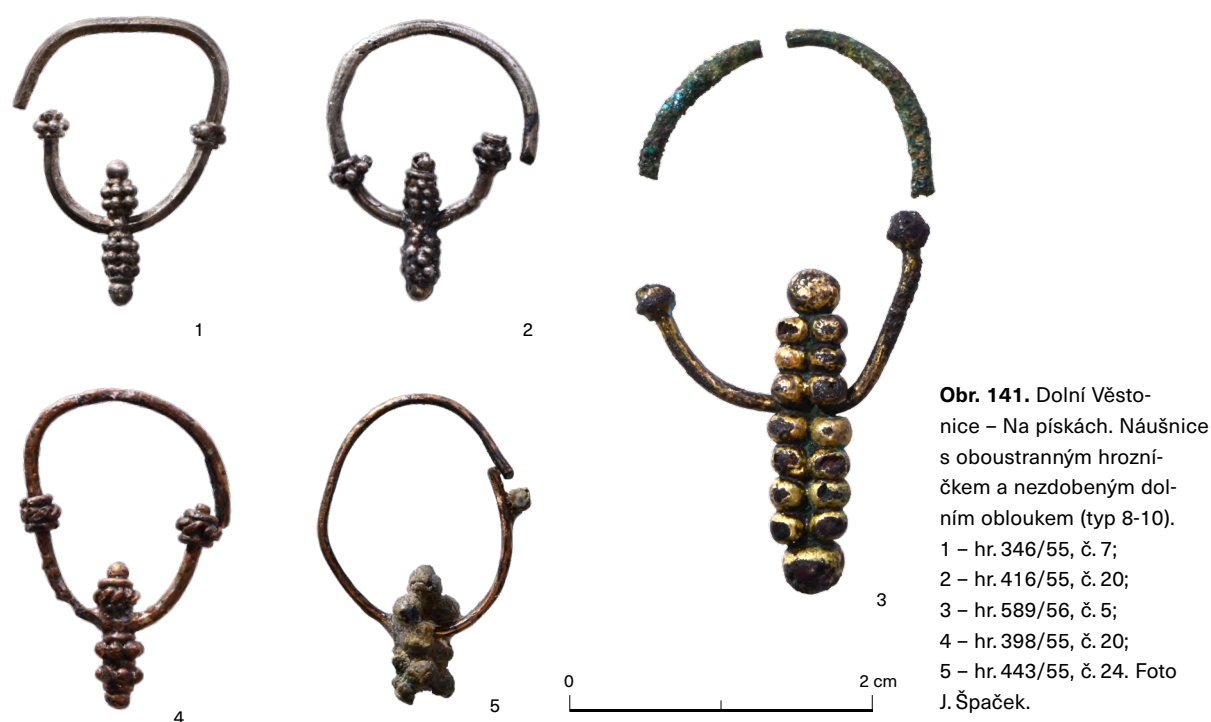 1
2
3
4
5
0 2 cm
Obr. 141. Dolní Věsto-
nice – Na pískách. Náušnice
s oboustranným hrozní-
čkem a nezdobeným dol-
ním obloukem (typ 8-10).
1 – hr. 346/55, č. 7;
2 – hr. 416/55, č. 20;
3 – hr. 589/56, č. 5;
4 – hr. 398/55, č. 20;
5 – hr. 443/55, č. 24. Foto
J. Špaček.